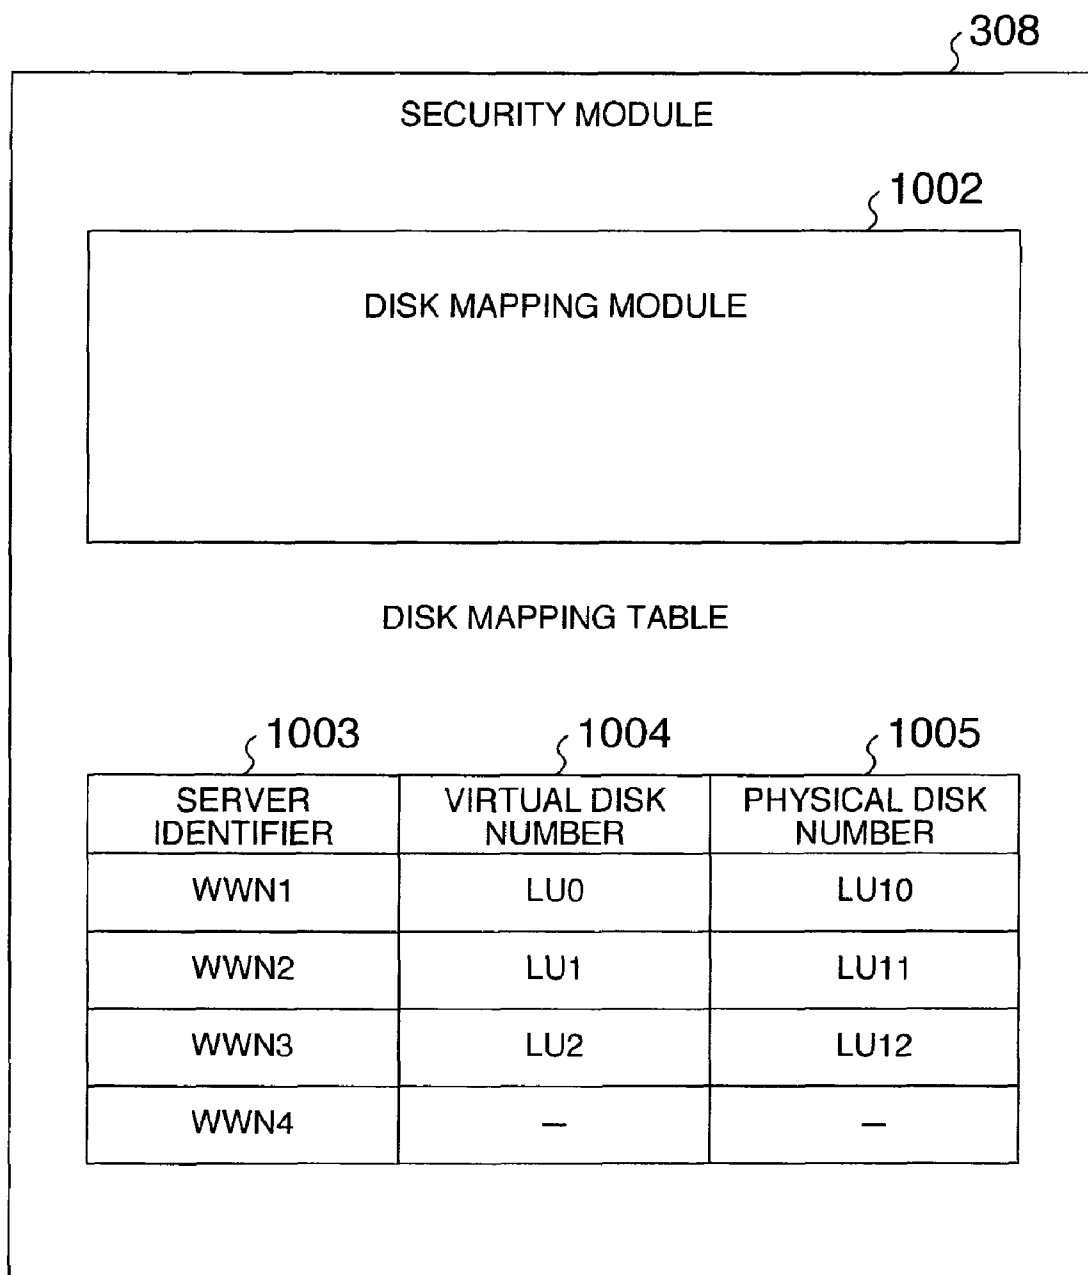 308
SECURITY MODULE
1002
DISK MAPPING MODULE
DISK MAPPING TABLE
1003 1004 1005
SERVER IDENTIFIER VIRTUAL DISK NUMBER PHYSICAL DISK NUMBER
WWN1 LU0 LU10
WWN2 LU1 LU11
WWN3 LU2 LU12
WWN4 – –